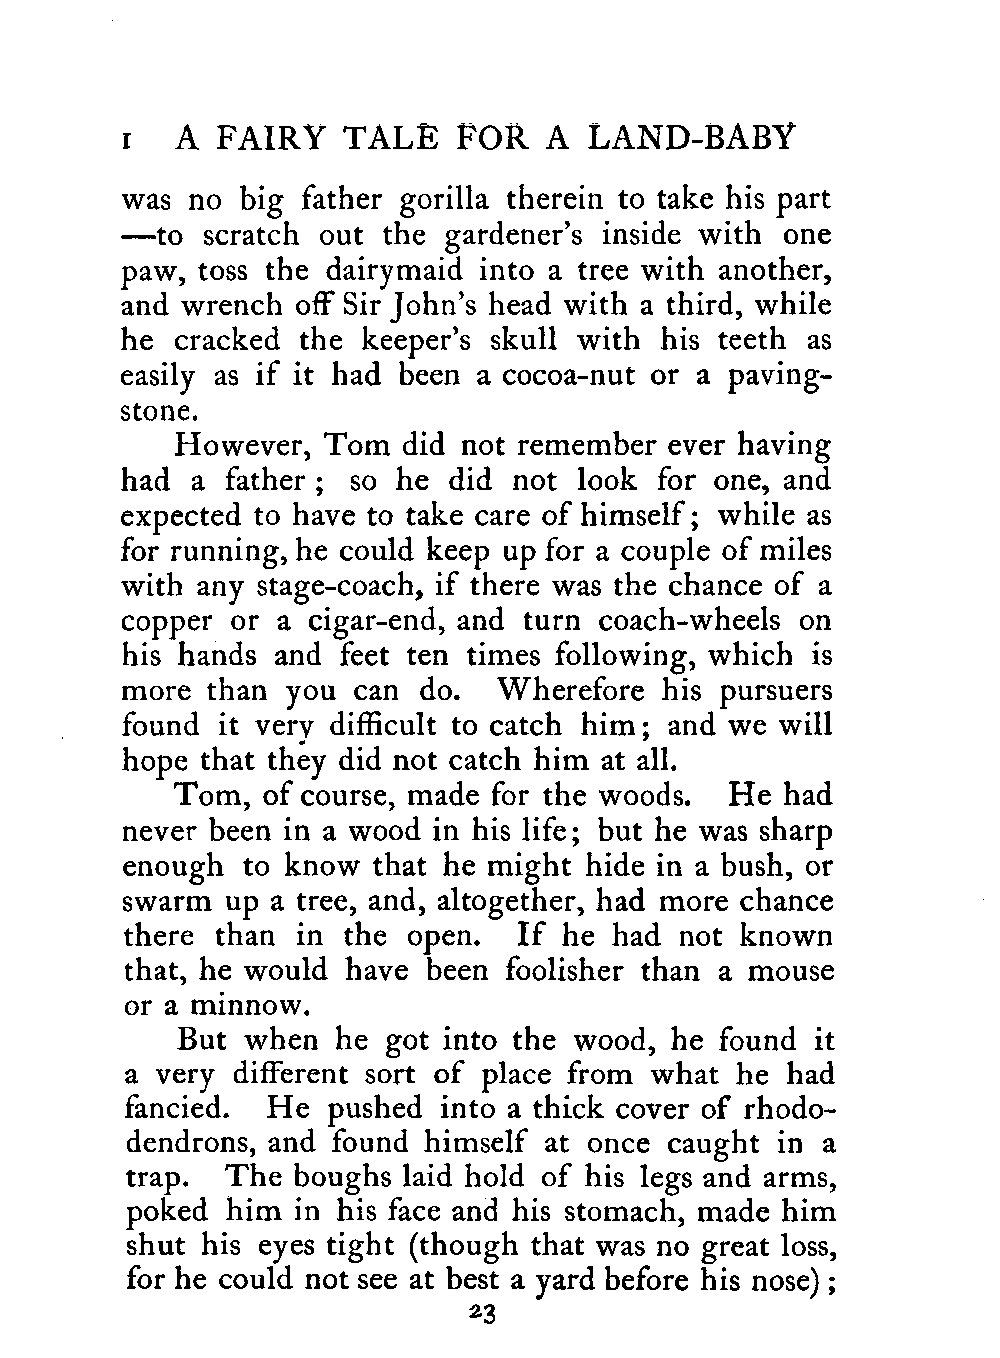 I A FAIRY TALE FOR A LAND-BABY
was no big father gorilla therein to take his part
—to scratch out the gardener's inside with one
paw, toss the dairymaid into a tree with another,
and wrench off Sir John's head with a third, while
he cracked the keeper's skull with his teeth as
easily as if it had been a cocoa-nut or a paving-
stone.
However, Tom did not remember ever having
had a father ; so he did not look for one, and
expected to have to take care of himself ; while as
for running, he could keep up for a couple of miles
with any stage-coach, if there was the chance of a
copper or a cigar-end, and turn coach-wheels on
his hands and feet ten times following, which is
more than you can do. Wherefore his pursuers
found it very difficult to catch him ; and we will
hope that they did not catch him at all.
Tom, of course, made for the woods. He had
never been in a wood in his life ; but he was sharp
enough to know that he might hide in a bush, or
swarm up a tree, and, altogether, had more chance
there than in the open. If he had not known
that, he would have been foolisher than a mouse
or a minnow.
But when he got into the wood, he found it
a very different sort of place from what he had
fancied. He pushed into a thick cover of rhodo-
dendrons, and found himself at once caught in a
trap. The boughs laid hold of his legs and arms,
poked him in his face and his stomach, made him
shut his eyes tight (though that was no great loss,
for he could not see at best a yard before his nose) ;
23